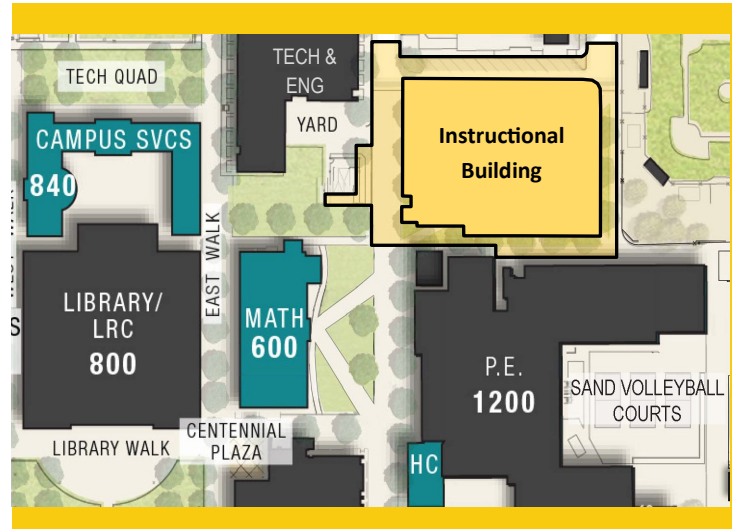 TECH QUAD
TECH &
ENG
YARD
Instructional
Building
CAMPUS SVCS
840
EAST WALK
LIBRARY/
LRC
800
MATH
600
P.E.
1200
SAND VOLLEYBALL
COURTS
CENTENNIAL
PLAZA
LIBRARY WALK
HC